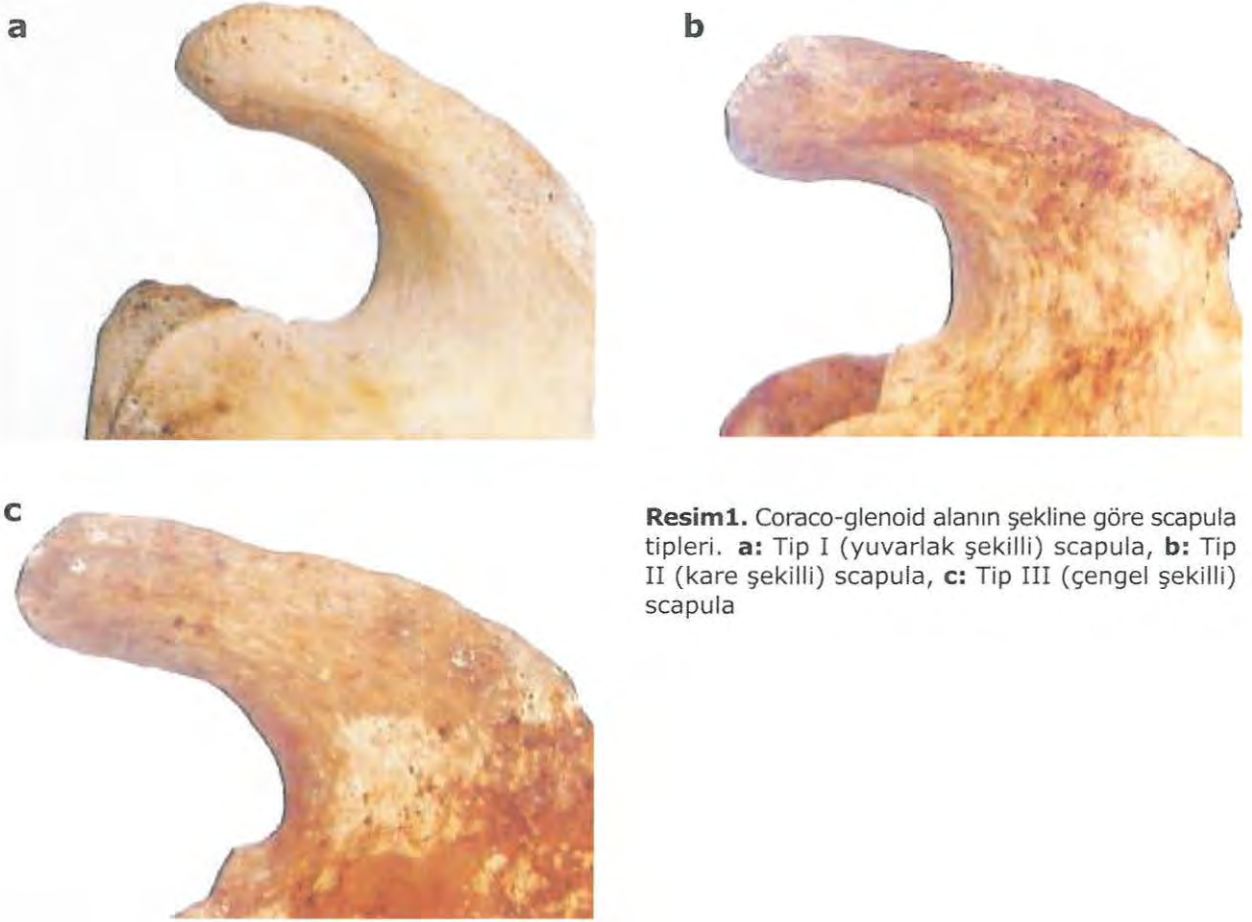 a
b
c
Resim1. Coraco-glenoid alanın şekline göre scapula
tipleri. a: Tip I (yuvarlak şekilli) scapula, b: Tip
II (kare şekilli) scapula, c: Tip III (çengel şekilli)
scapula